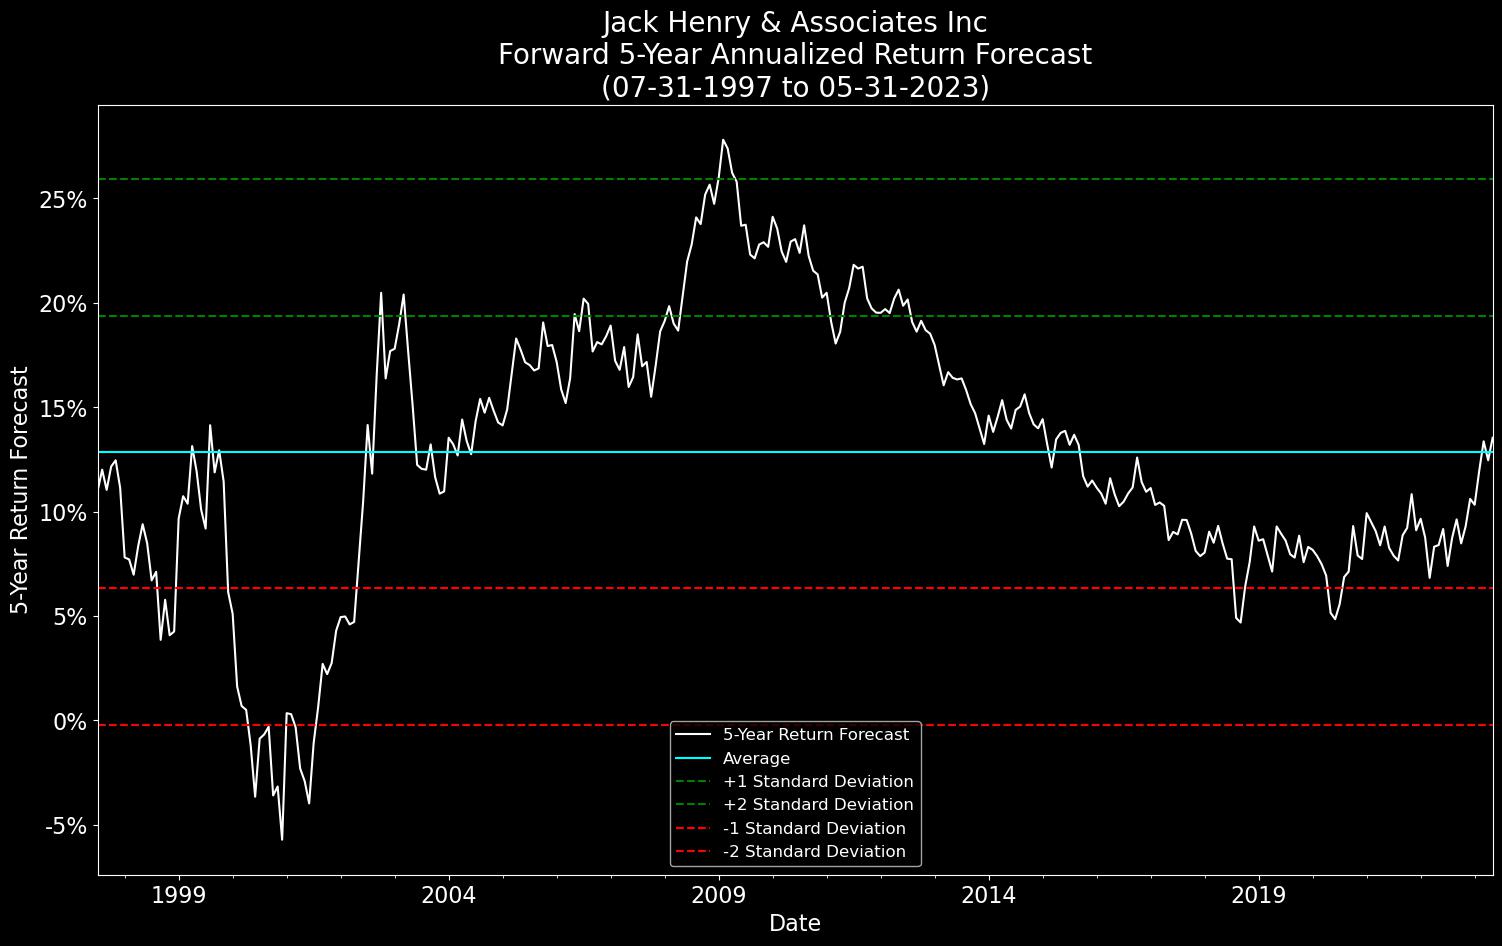 Jack Henry & Associates Inc
Forward 5-Year Annualized Return Forecast
(07-31-1997 to 05-31-2023)
5-Year Return Forecast
25%
20%
15%
10%
5%
0%
-5%
5-Year Return Forecast
Average
+1 Standard Deviation
+2 Standard Deviation
-1 Standard Deviation
-2 Standard Deviation
1999 2004 2009 2014 2019
Date